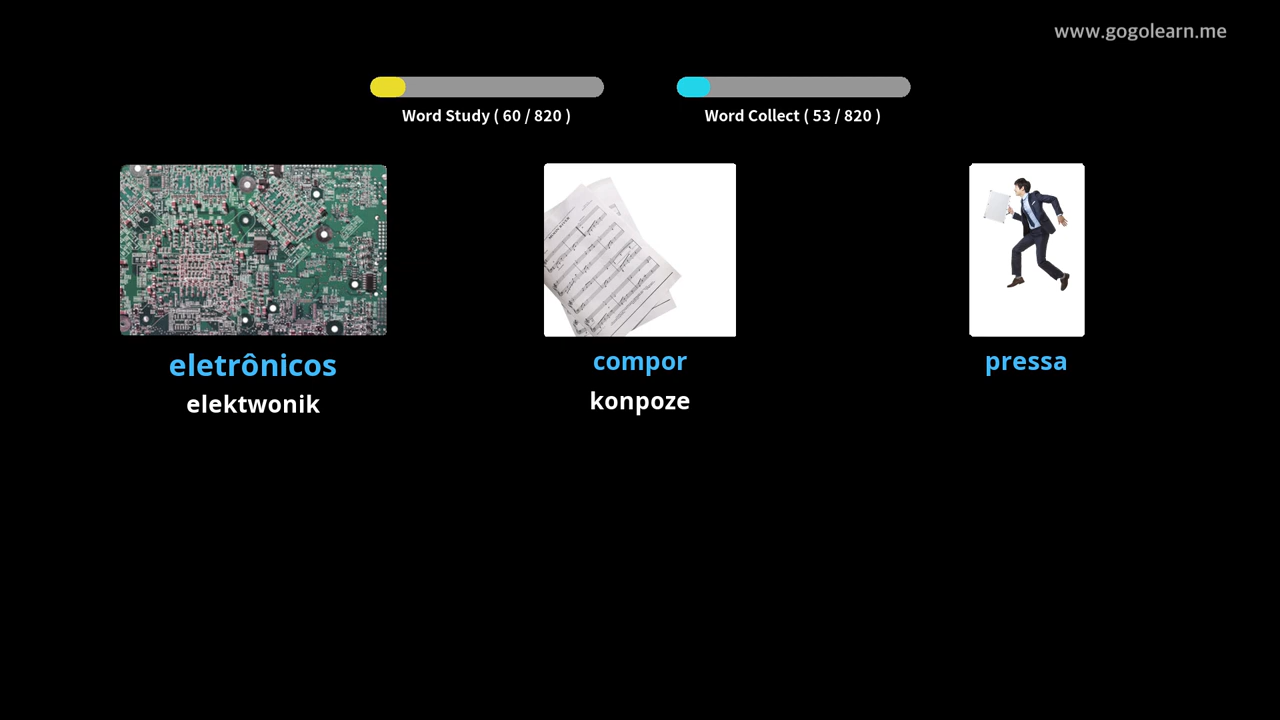 www.gogolearn.me
Word Study ( 60 / 820 )
Word Collect ( 53 / 820 )
eletrônicos
elektwonik
compor
konpoze
pressa